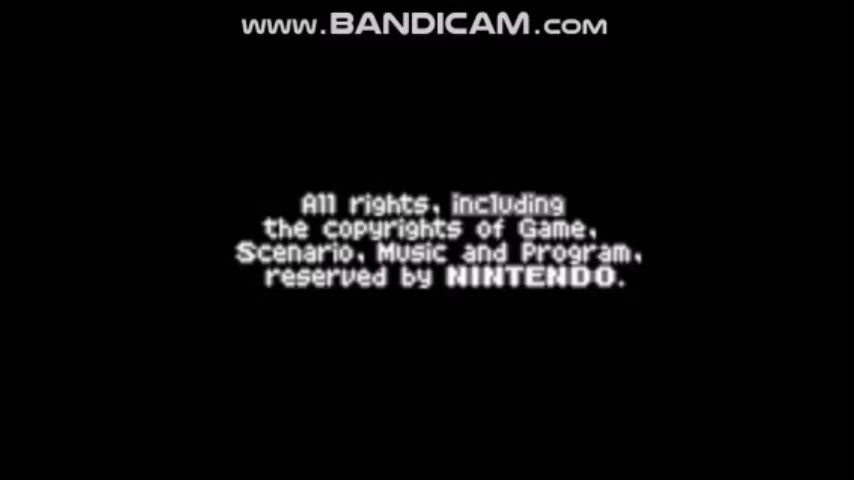 www.BANDICAM.com
All rights, including
the copyrights of Game,
Scenario, Music and Program,
reserved by NINTENDO.